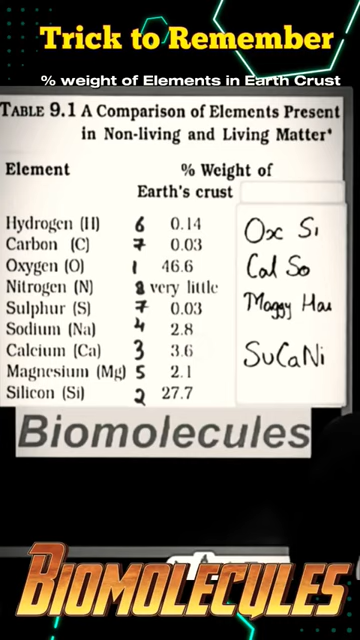 Trick to Remember
% weight of Elements in Earth Crust
TABLE 9.1 A Comparison of Elements Present
in Non-living and Living Matter*
Element % Weight of
Earth's crust
Hydrogen (H) 6 0.14
Carbon (C) 7 0.03
Oxygen (O) 1 46.6
Nitrogen (N) 8 very little
Sulphur (S) 7 0.03
Sodium (Na) 4 2.8
Calcium (Ca) 3 3.6
Magnesium (Mg) 5 2.1
Silicon (Si) 2 27.7
Ox Si
Cal So
Maggy Hai
SuCaNi
Biomolecules
BIOMOLECULES